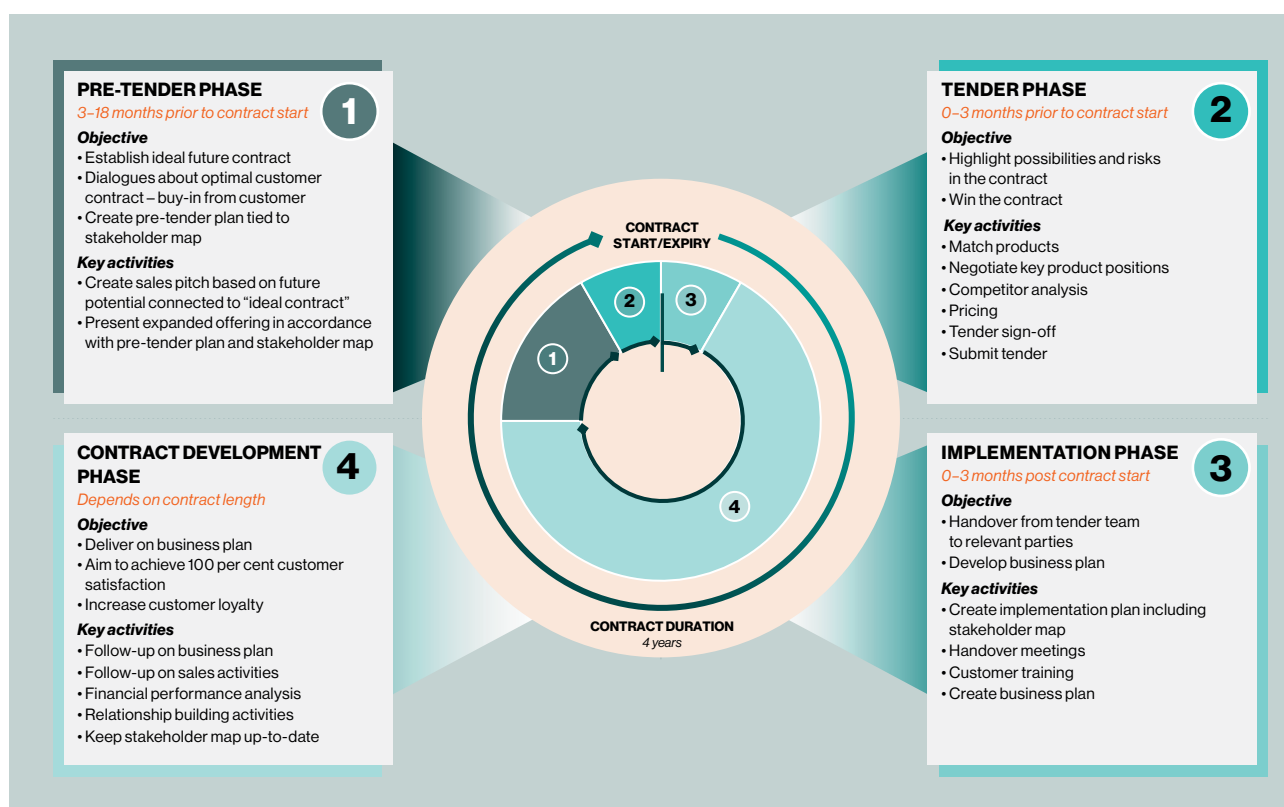 PRE-TENDER PHASE
1
3–18 months prior to contract start
Objective
• Establish ideal future contract
• Dialogues about optimal customer
contract – buy-in from customer
• Create pre-tender plan tied to
stakeholder map
Key activities
• Create sales pitch based on future
potential connected to “ideal contract”
• Present expanded offering in accordance
with pre-tender plan and stakeholder map
TENDER PHASE
2
0–3 months prior to contract start
Objective
• Highlight possibilities and risks
in the contract
• Win the contract
Key activities
• Match products
• Negotiate key product positions
• Competitor analysis
• Pricing
• Tender sign-off
• Submit tender
CONTRACT
START/EXPIRY
1
2
3
4
CONTRACT DURATION
4 years
IMPLEMENTATION PHASE
3
0–3 months post contract start
Objective
• Handover from tender team
to relevant parties
• Develop business plan
Key activities
• Create implementation plan including
stakeholder map
• Handover meetings
• Customer training
• Create business plan
CONTRACT DEVELOPMENT
PHASE
4
Depends on contract length
Objective
• Deliver on business plan
• Aim to achieve 100 per cent customer
satisfaction
• Increase customer loyalty
Key activities
• Follow-up on business plan
• Follow-up on sales activities
• Financial performance analysis
• Relationship building activities
• Keep stakeholder map up-to-date